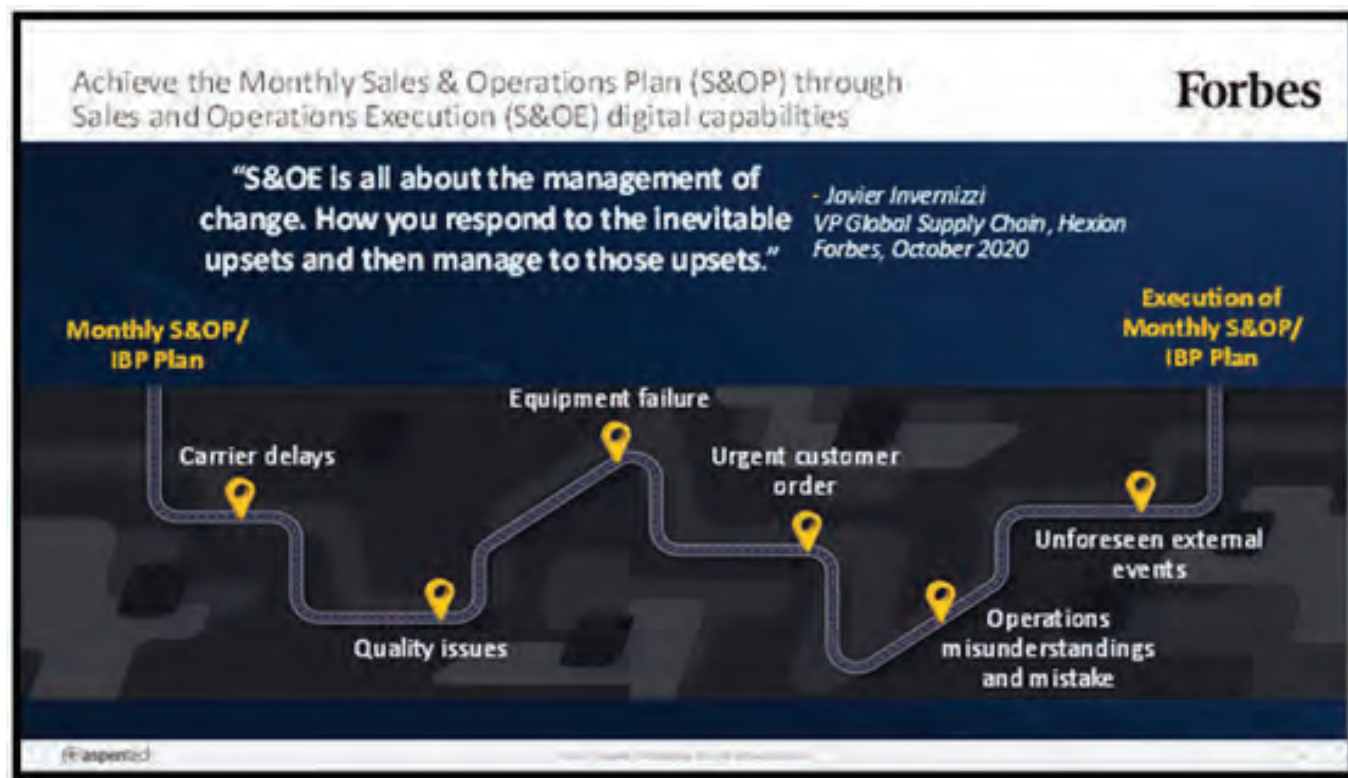 Achieve the Monthly Sales & Operations Plan (S&OP) through
Sales and Operations Execution (S&OE) digital capabilities
Forbes
“S&OE is all about the management of
change. How you respond to the inevitable
upsets and then manage to those upsets.”
- Javier Invernizzi
VP Global Supply Chain, Hexion
Forbes, October 2020
Monthly S&OP/
IBP Plan
Execution of
Monthly S&OP/
IBP Plan
Equipment failure
Carrier delays
Urgent customer
order
Unforeseen external
events
Quality issues
Operations
misunderstandings
and mistake
aspentech